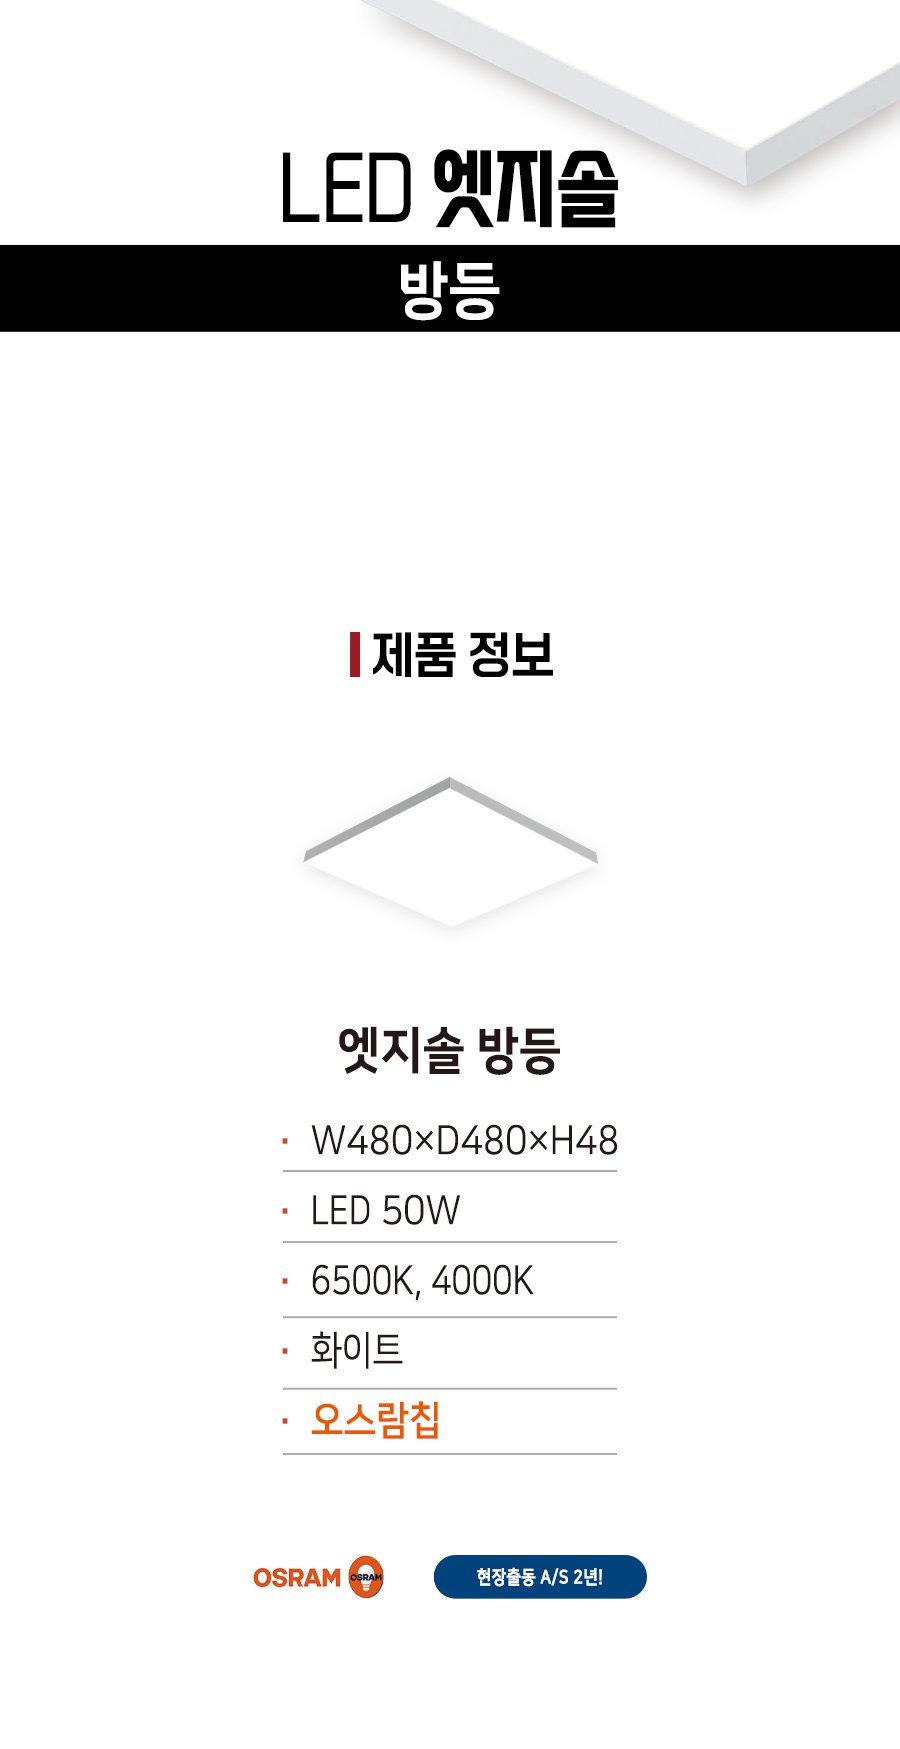 LED 엣지솔
방등
제품 정보
엣지솔 방등
· W480×D480×H48
· LED 50W
· 6500K, 4000K
· 화이트
· 오스람칩
OSRAM OSRAM
현장출동 A/S 2년!